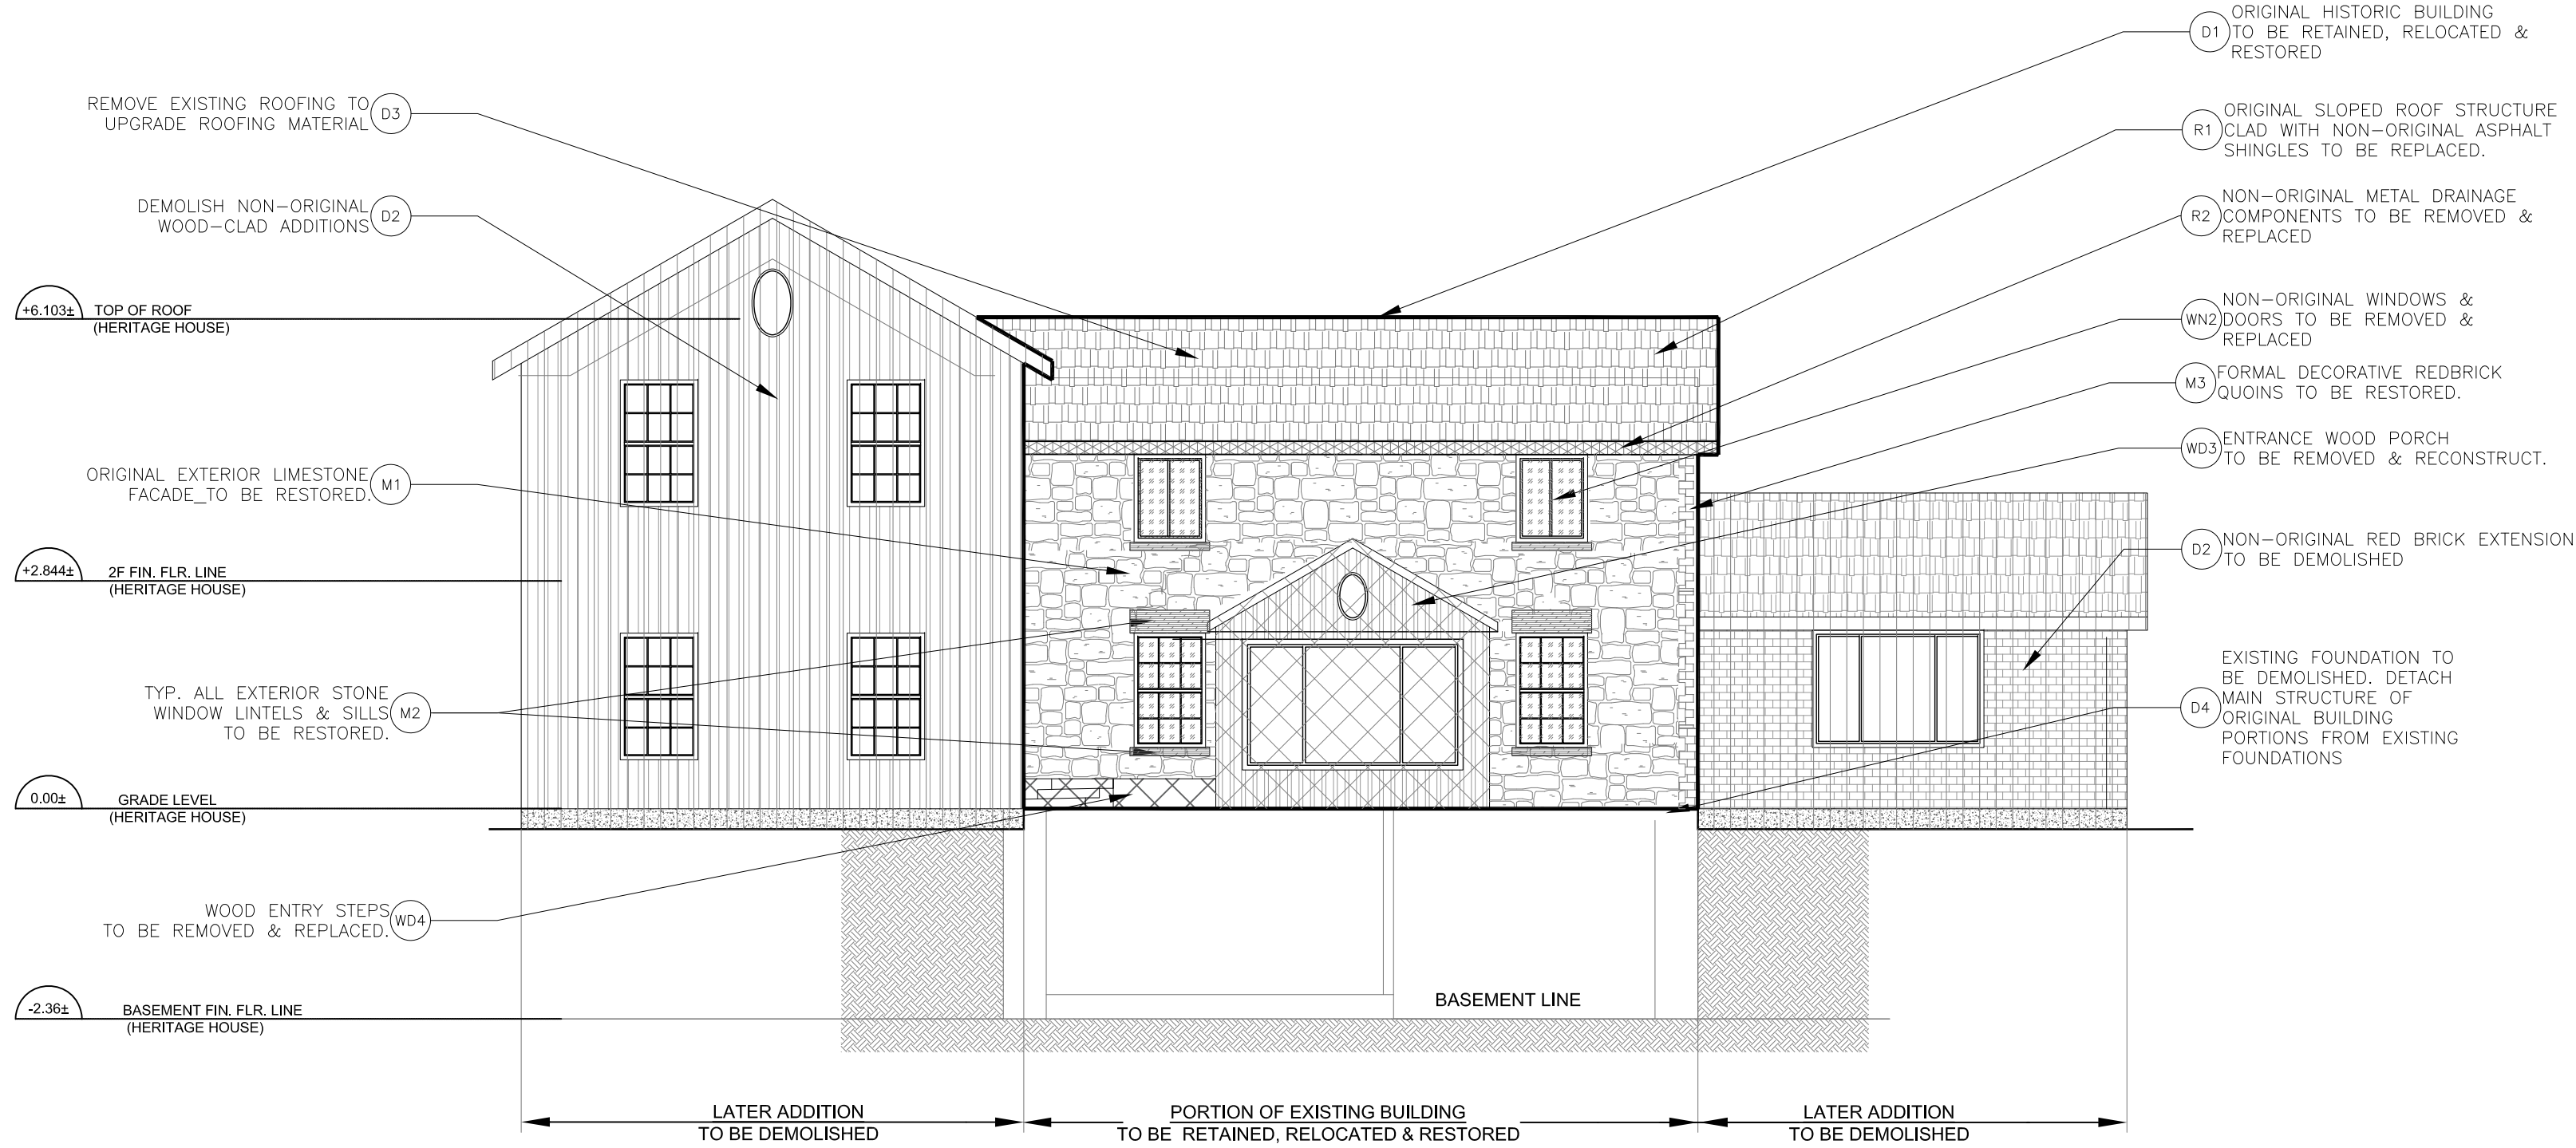 REMOVE EXISTING ROOFING TO
UPGRADE ROOFING MATERIAL
D3
DEMOLISH NON-ORIGINAL
WOOD-CLAD ADDITIONS
D2
+6.103±
TOP OF ROOF
(HERITAGE HOUSE)
ORIGINAL EXTERIOR LIMESTONE
FACADE_TO BE RESTORED.
M1
+2.844±
2F FIN. FLR. LINE
(HERITAGE HOUSE)
TYP. ALL EXTERIOR STONE
WINDOW LINTELS & SILLS
TO BE RESTORED.
M2
0.00±
GRADE LEVEL
(HERITAGE HOUSE)
WOOD ENTRY STEPS
TO BE REMOVED & REPLACED.
WD4
-2.36±
BASEMENT FIN. FLR. LINE
(HERITAGE HOUSE)
D1
ORIGINAL HISTORIC BUILDING
TO BE RETAINED, RELOCATED &
RESTORED
R1
ORIGINAL SLOPED ROOF STRUCTURE
CLAD WITH NON-ORIGINAL ASPHALT
SHINGLES TO BE REPLACED.
R2
NON-ORIGINAL METAL DRAINAGE
COMPONENTS TO BE REMOVED &
REPLACED
WN2
NON-ORIGINAL WINDOWS &
DOORS TO BE REMOVED &
REPLACED
M3
FORMAL DECORATIVE REDBRICK
QUOINS TO BE RESTORED.
WD3
ENTRANCE WOOD PORCH
TO BE REMOVED & RECONSTRUCT.
D2
NON-ORIGINAL RED BRICK EXTENSION
TO BE DEMOLISHED
D4
EXISTING FOUNDATION TO
BE DEMOLISHED. DETACH
MAIN STRUCTURE OF
ORIGINAL BUILDING
PORTIONS FROM EXISTING
FOUNDATIONS
BASEMENT LINE
LATER ADDITION
TO BE DEMOLISHED
PORTION OF EXISTING BUILDING
TO BE RETAINED, RELOCATED & RESTORED
LATER ADDITION
TO BE DEMOLISHED